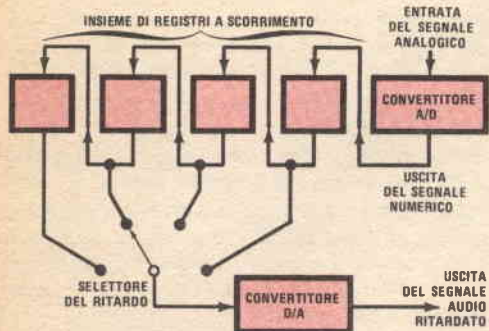 INSIEME DI REGISTRI A SCORRIMENTO
ENTRATA
DEL SEGNALE
ANALOGICO
CONVERTITORE
A/D
USCITA
DEL SEGNALE
NUMERICO
SELETTORE
DEL RITARDO
CONVERTITORE
D/A
USCITA
DEL SEGNALE
AUDIO
RITARDATO